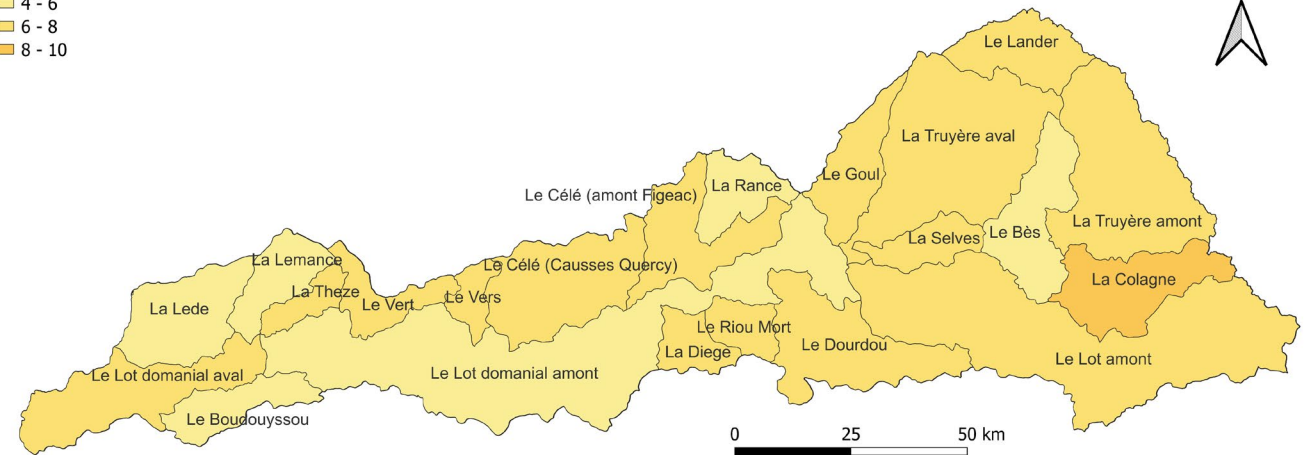 4 - 6
6 - 8
8 - 10
Le Lander
La Truyère aval
Le Goul
La Rance
Le Célé (amont Figeac)
La Truyère amont
Le Bès
La Selves
La Lemance
Le Célé (Causses Quercy)
La Colagne
La Theze
Le Vers
Le Vert
La Lede
Le Riou Mort
Le Dourdou
La Diege
Le Lot amont
Le Lot domanial aval
Le Lot domanial amont
Le Boudouyssou
0 25 50 km